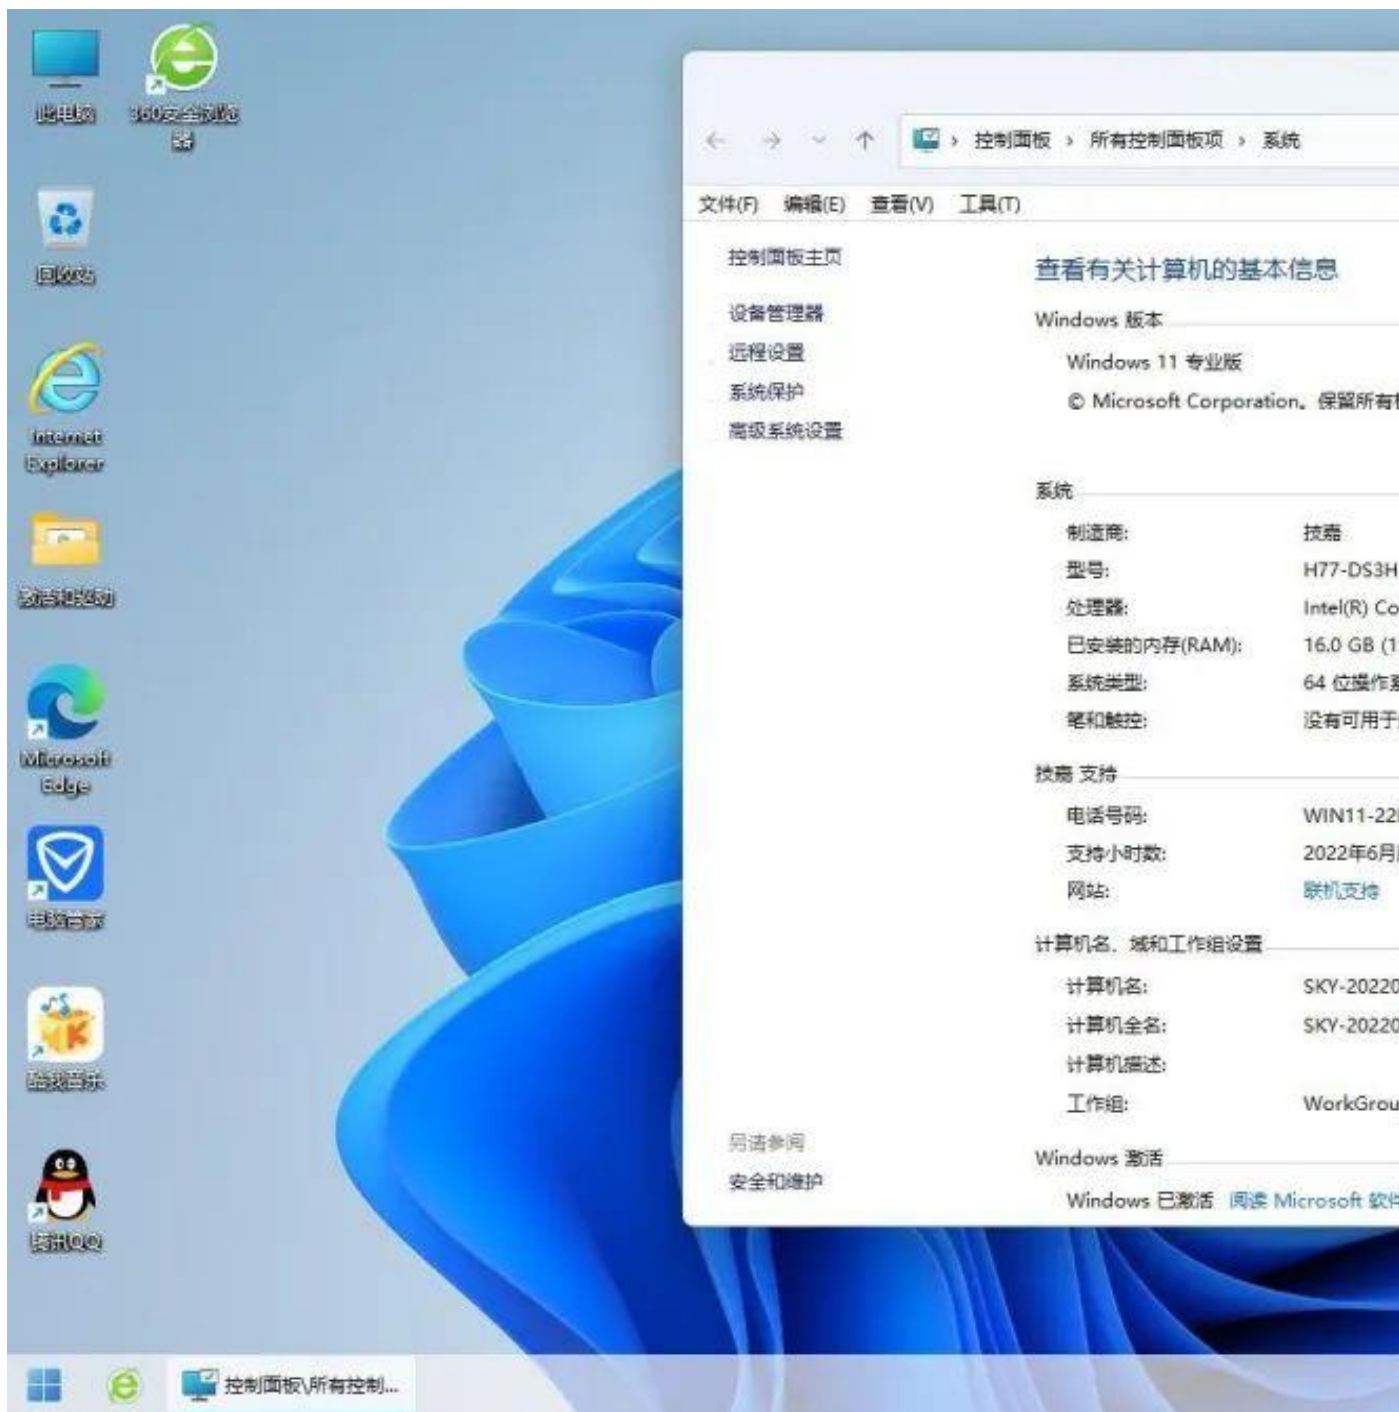 此电脑
360安全浏览
器
回收站
Internet
Explorer
激活和驱动
Microsoft
Edge
电脑管家
酷我音乐
腾讯QQ
控制面板 › 所有控制面板项 › 系统
文件(F) 编辑(E) 查看(V) 工具(T)
控制面板主页
设备管理器
远程设置
系统保护
高级系统设置
另请参阅
安全和维护
查看有关计算机的基本信息
Windows 版本
Windows 11 专业版
© Microsoft Corporation。保留所有
系统
制造商: 技嘉
型号: H77-DS3H
处理器: Intel(R) Co
已安装的内存(RAM): 16.0 GB (1
系统类型: 64 位操作系
笔和触控: 没有可用于
技嘉 支持
电话号码: WIN11-22
支持小时数: 2022年6月
网站: 联机支持
计算机名、域和工作组设置
计算机名: SKY-20220
计算机全名: SKY-20220
计算机描述:
工作组: WorkGrou
Windows 激活
Windows 已激活 阅读 Microsoft 软件
控制面板\所有控制...